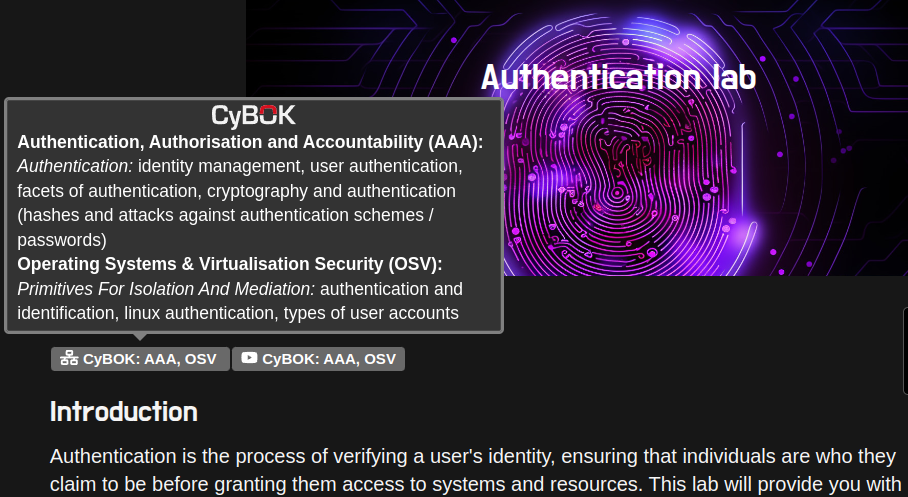 Authentication lab
CyBOK
Authentication, Authorisation and Accountability (AAA):
Authentication: identity management, user authentication,
facets of authentication, cryptography and authentication
(hashes and attacks against authentication schemes /
passwords)
Operating Systems & Virtualisation Security (OSV):
Primitives For Isolation And Mediation: authentication and
identification, linux authentication, types of user accounts
CyBOK: AAA, OSV CyBOK: AAA, OSV
Introduction
Authentication is the process of verifying a user's identity, ensuring that individuals are who they
claim to be before granting them access to systems and resources. This lab will provide you with